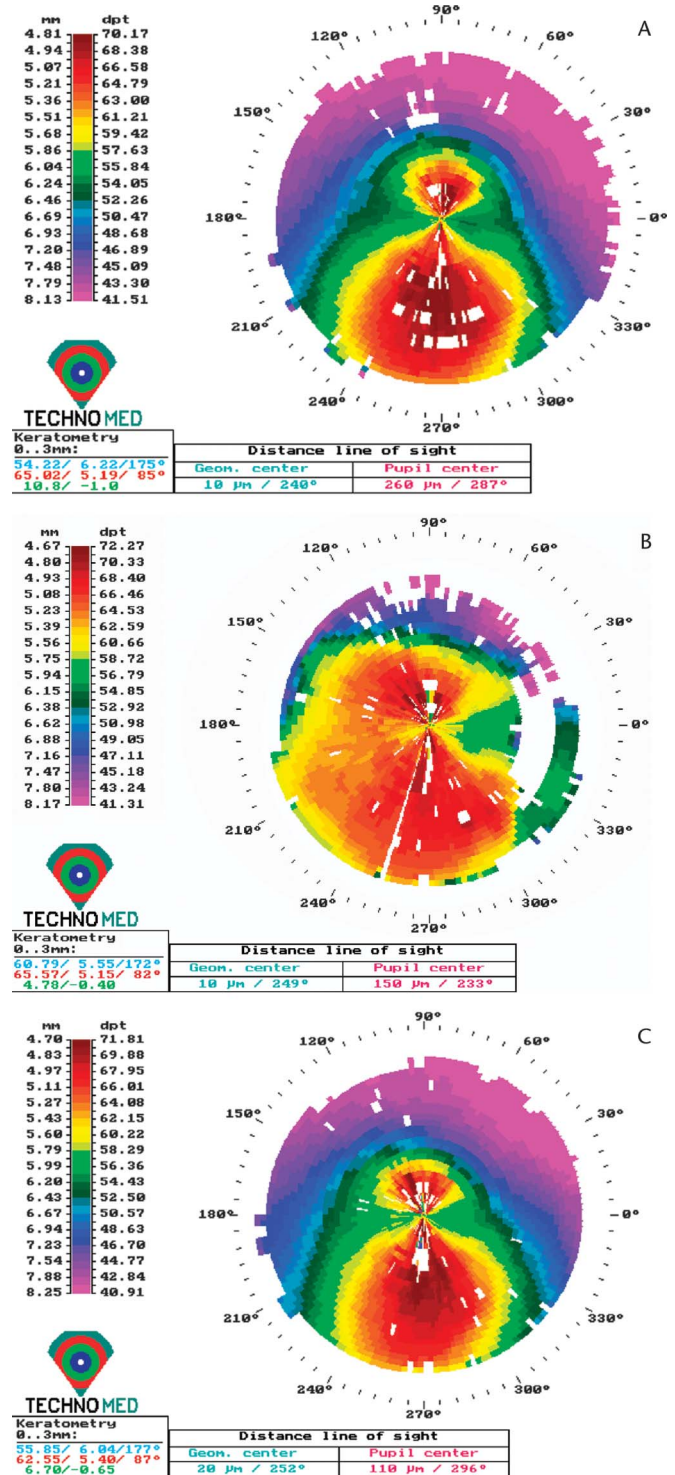 A
mm dpt
4.81 70.17
4.94 68.38
5.07 66.58
5.21 64.79
5.36 63.00
5.51 61.21
5.68 59.42
5.86 57.63
6.04 55.84
6.24 54.05
6.46 52.26
6.69 50.47
6.93 48.68
7.20 46.89
7.48 45.09
7.79 43.30
8.13 41.51
90°
120° 60°
150° 30°
180° 0°
210° 330°
240° 300°
270°
TECHNOMED
Keratometry
0..3mm:
54.22/ 6.22/175°
65.02/ 5.19/ 85°
10.8/ -1.0
Distance line of sight
Geom. center Pupil center
10 µm / 240° 260 µm / 287°
B
mm dpt
4.67 72.27
4.80 70.33
4.93 68.40
5.08 66.46
5.23 64.53
5.39 62.59
5.56 60.66
5.75 58.72
5.94 56.79
6.15 54.85
6.38 52.92
6.62 50.98
6.88 49.05
7.16 47.11
7.47 45.18
7.80 43.24
8.17 41.31
90°
120° 60°
150° 30°
180° 0°
210° 330°
240° 300°
270°
TECHNOMED
Keratometry
0..3mm:
60.79/ 5.55/172°
65.57/ 5.15/ 82°
4.78/-0.40
Distance line of sight
Geom. center Pupil center
10 µm / 249° 150 µm / 233°
C
mm dpt
4.70 71.81
4.83 69.88
4.97 67.95
5.11 66.01
5.27 64.08
5.43 62.15
5.60 60.22
5.79 58.29
5.99 56.36
6.20 54.43
6.43 52.50
6.67 50.57
6.94 48.63
7.23 46.70
7.54 44.77
7.88 42.84
8.25 40.91
90°
120° 60°
150° 30°
180° 0°
210° 330°
240° 300°
270°
TECHNOMED
Keratometry
0..3mm:
55.85/ 6.04/177°
62.55/ 5.40/ 87°
6.70/-0.65
Distance line of sight
Geom. center Pupil center
20 µm / 252° 110 µm / 296°